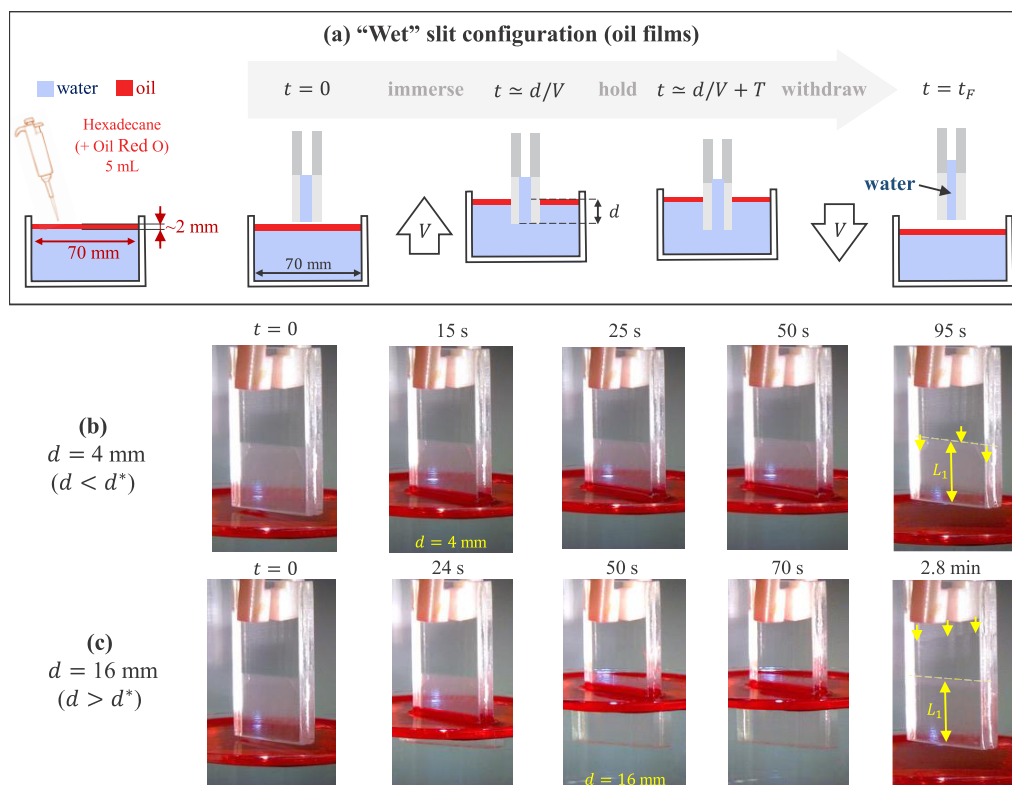 (a) “Wet” slit configuration (oil films)
water oil
t = 0 immerse t ≃ d/V hold t ≃ d/V + T withdraw t = t_F
Hexadecane
(+ Oil Red O)
5 mL
water
~2 mm
d
V
V
70 mm
70 mm
t = 0 15 s 25 s 50 s 95 s
(b)
d = 4 mm
(d < d*)
L₁
d = 4 mm
t = 0 24 s 50 s 70 s 2.8 min
(c)
d = 16 mm
(d > d*)
L₁
d = 16 mm